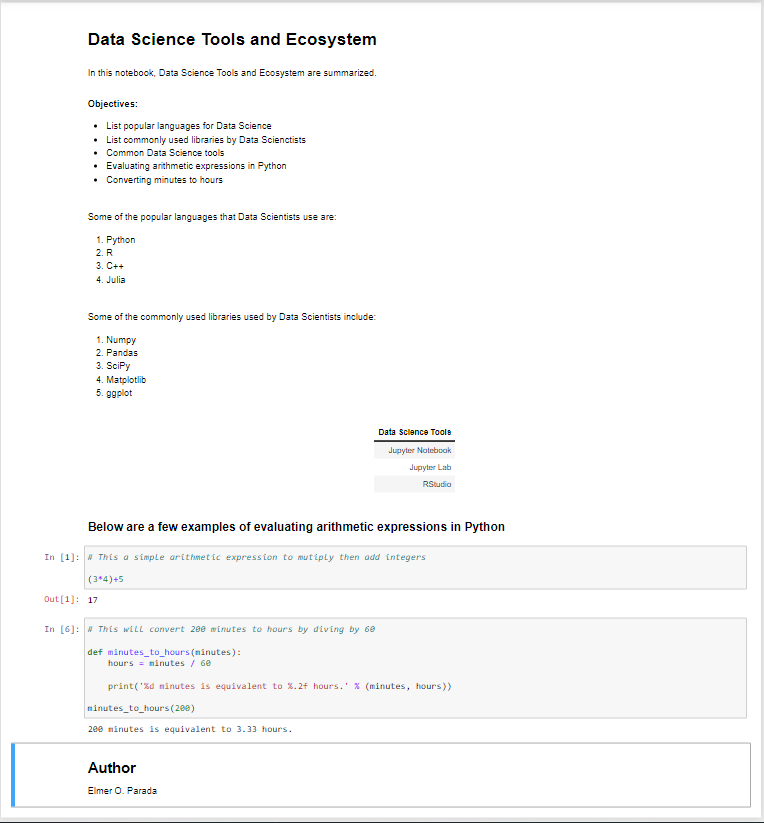 Data Science Tools and Ecosystem
In this notebook, Data Science Tools and Ecosystem are summarized.
Objectives:
• List popular languages for Data Science
• List commonly used libraries by Data Scienctists
• Common Data Science tools
• Evaluating arithmetic expressions in Python
• Converting minutes to hours
Some of the popular languages that Data Scientists use are:
1. Python
2. R
3. C++
4. Julia
Some of the commonly used libraries used by Data Scientists include:
1. Numpy
2. Pandas
3. SciPy
4. Matplotlib
5. ggplot
Data Science Tools
Jupyter Notebook
Jupyter Lab
RStudio
Below are a few examples of evaluating arithmetic expressions in Python
In [1]: # This a simple arithmetic expression to mutiply then add integers
(3*4)+5
Out[1]: 17
In [6]: # This will convert 200 minutes to hours by diving by 60
def minutes_to_hours(minutes):
    hours = minutes / 60
    print('%d minutes is equivalent to %.2f hours.' % (minutes, hours))
minutes_to_hours(200)
200 minutes is equivalent to 3.33 hours.
Author
Elmer O. Parada